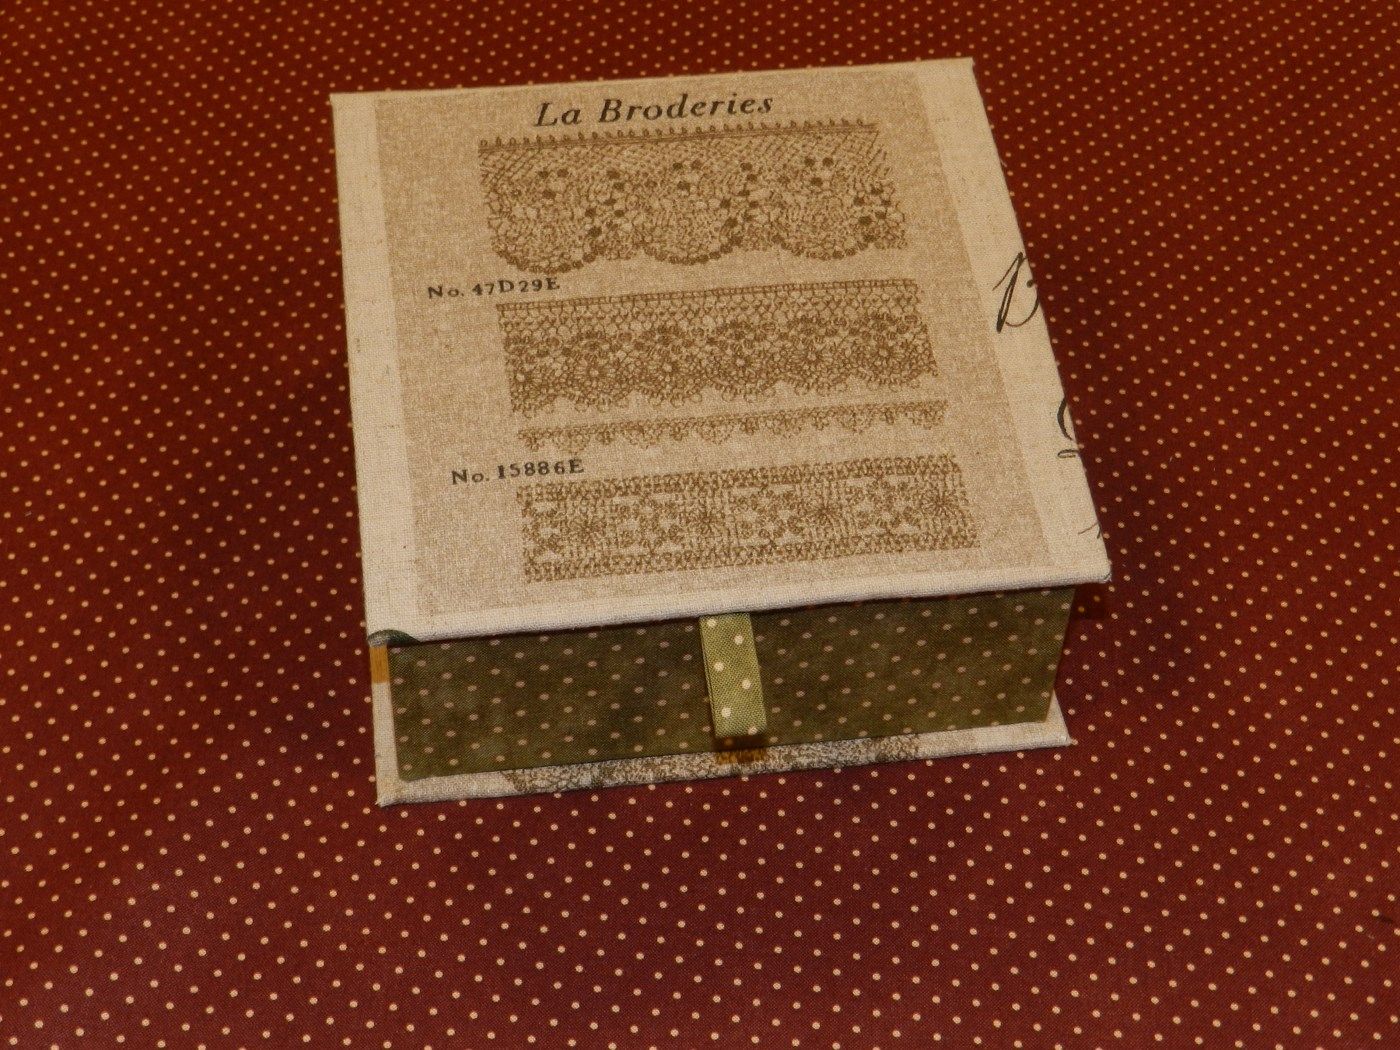 La Broderies
No. 47D29E
No. 15886E